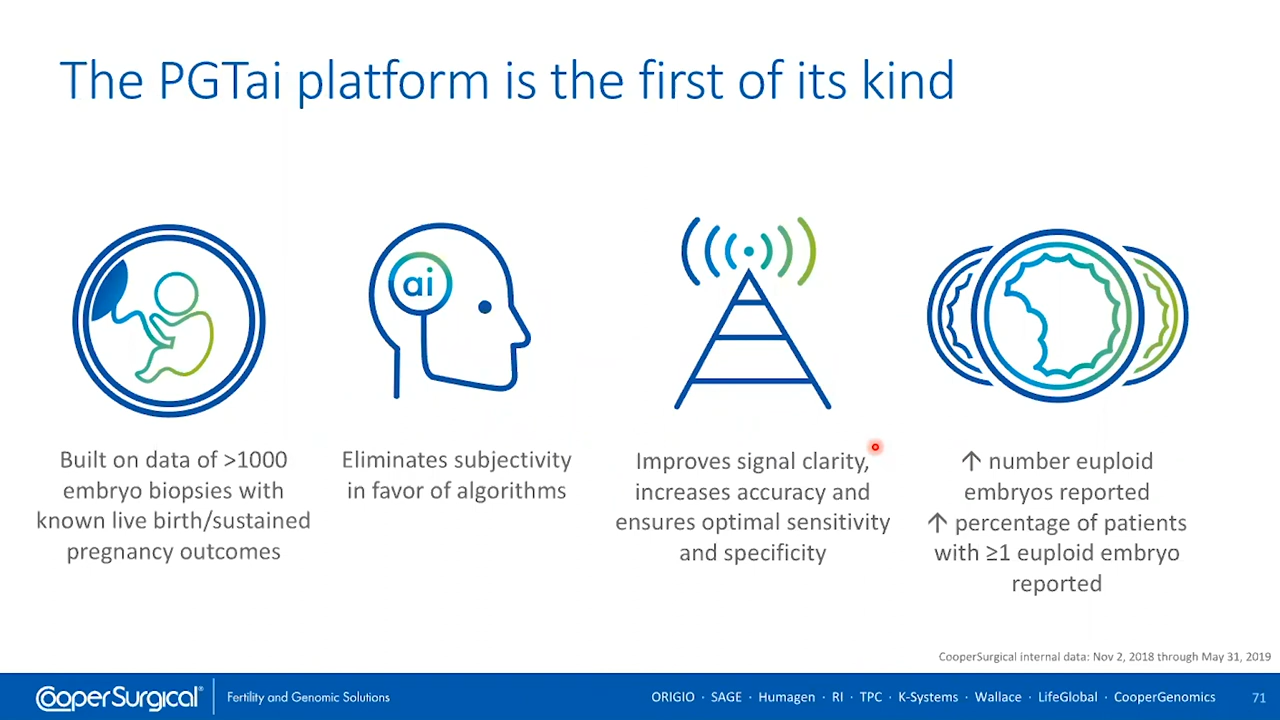 The PGTai platform is the first of its kind
ai
Built on data of >1000
embryo biopsies with
known live birth/sustained
pregnancy outcomes
Eliminates subjectivity
in favor of algorithms
Improves signal clarity,
increases accuracy and
ensures optimal sensitivity
and specificity
↑ number euploid
embryos reported
↑ percentage of patients
with ≥1 euploid embryo
reported
CooperSurgical internal data: Nov 2, 2018 through May 31, 2019
CooperSurgical® Fertility and Genomic Solutions
ORIGIO · SAGE · Humagen · RI · TPC · K-Systems · Wallace · LifeGlobal · CooperGenomics
71